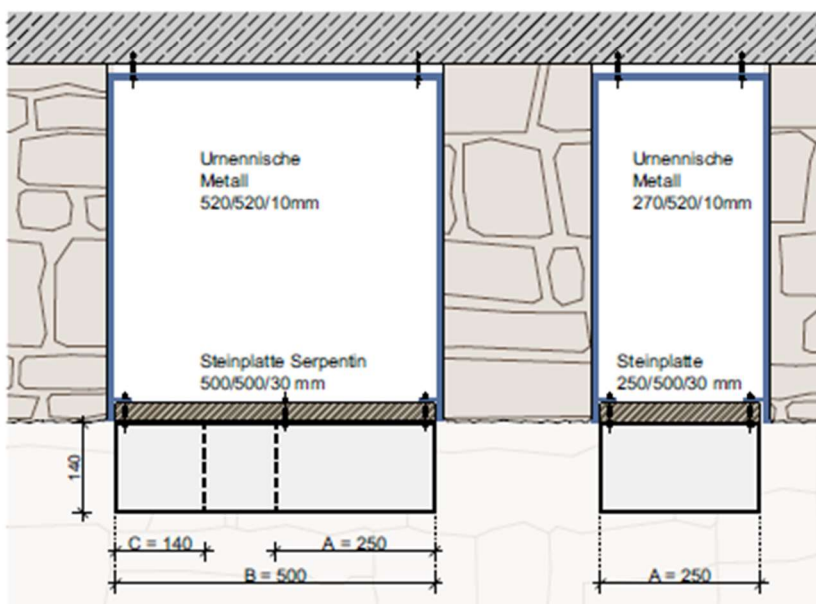 Urnennische
Metall
520/520/10mm
Urnennische
Metall
270/520/10mm
Steinplatte Serpentin
500/500/30 mm
Steinplatte
250/500/30 mm
140
C = 140
A = 250
B = 500
A = 250